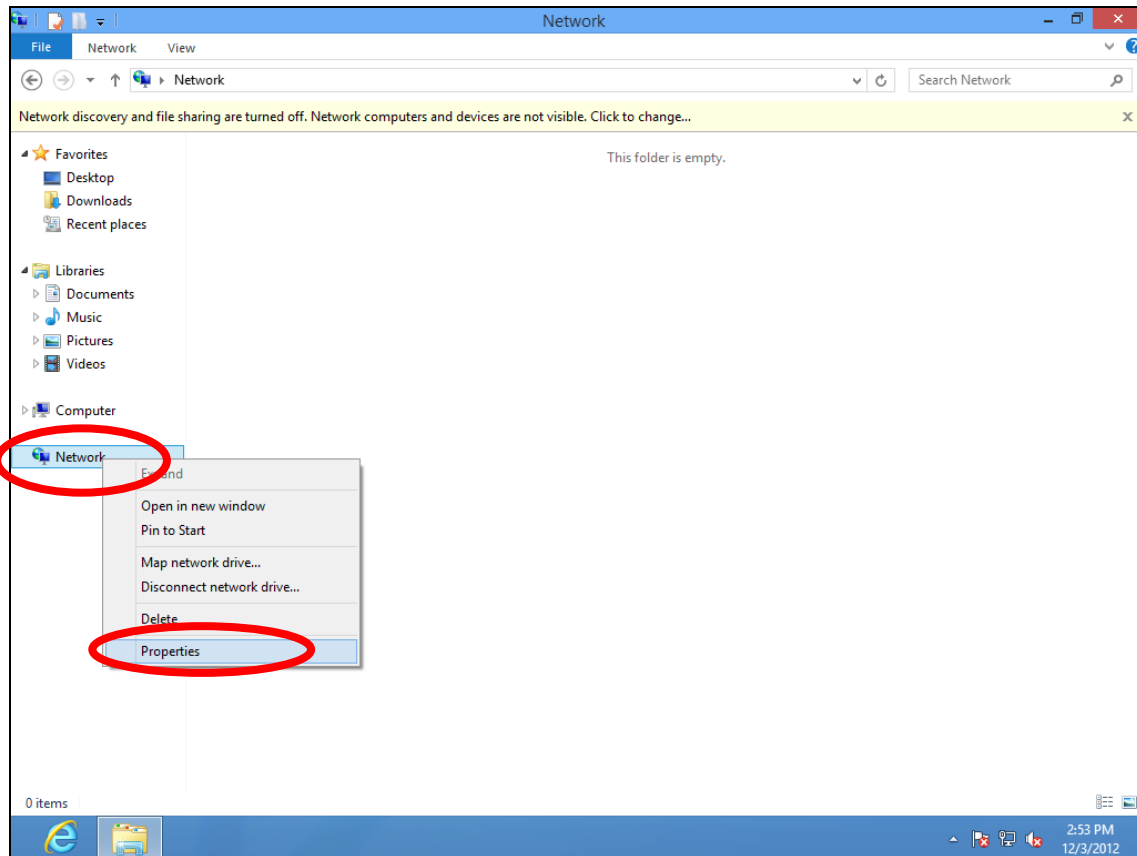 Network
File Network View
Network
Search Network
Network discovery and file sharing are turned off. Network computers and devices are not visible. Click to change...
This folder is empty.
Favorites
Desktop
Downloads
Recent places
Libraries
Documents
Music
Pictures
Videos
Computer
Network
Expand
Open in new window
Pin to Start
Map network drive...
Disconnect network drive...
Delete
Properties
0 items
2:53 PM
12/3/2012